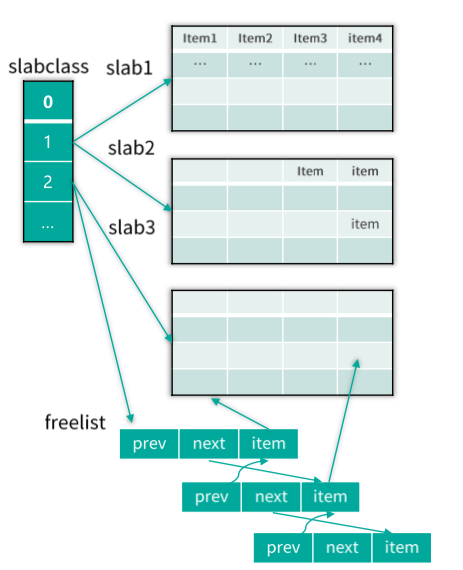 Item1 Item2 Item3 item4
... ... ... ...
slabclass
slab1
0
1
2
...
slab2
Item item
slab3
item
freelist
prev next item
prev next item
prev next item